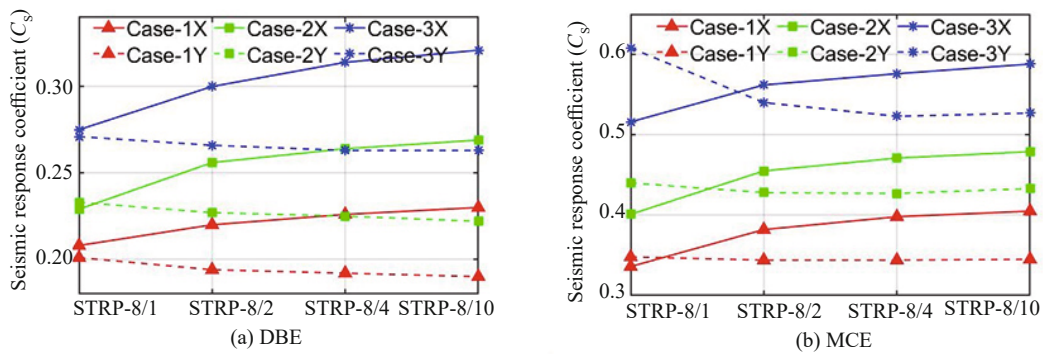 Seismic response coefficient (Cs)
Case-1X Case-2X Case-3X
Case-1Y Case-2Y Case-3Y
0.30
0.25
0.20
STRP-8/1 STRP-8/2 STRP-8/4 STRP-8/10
(a) DBE
Seismic response coefficient (Cs)
Case-1X Case-2X Case-3X
Case-1Y Case-2Y Case-3Y
0.6
0.5
0.4
0.3
STRP-8/1 STRP-8/2 STRP-8/4 STRP-8/10
(b) MCE